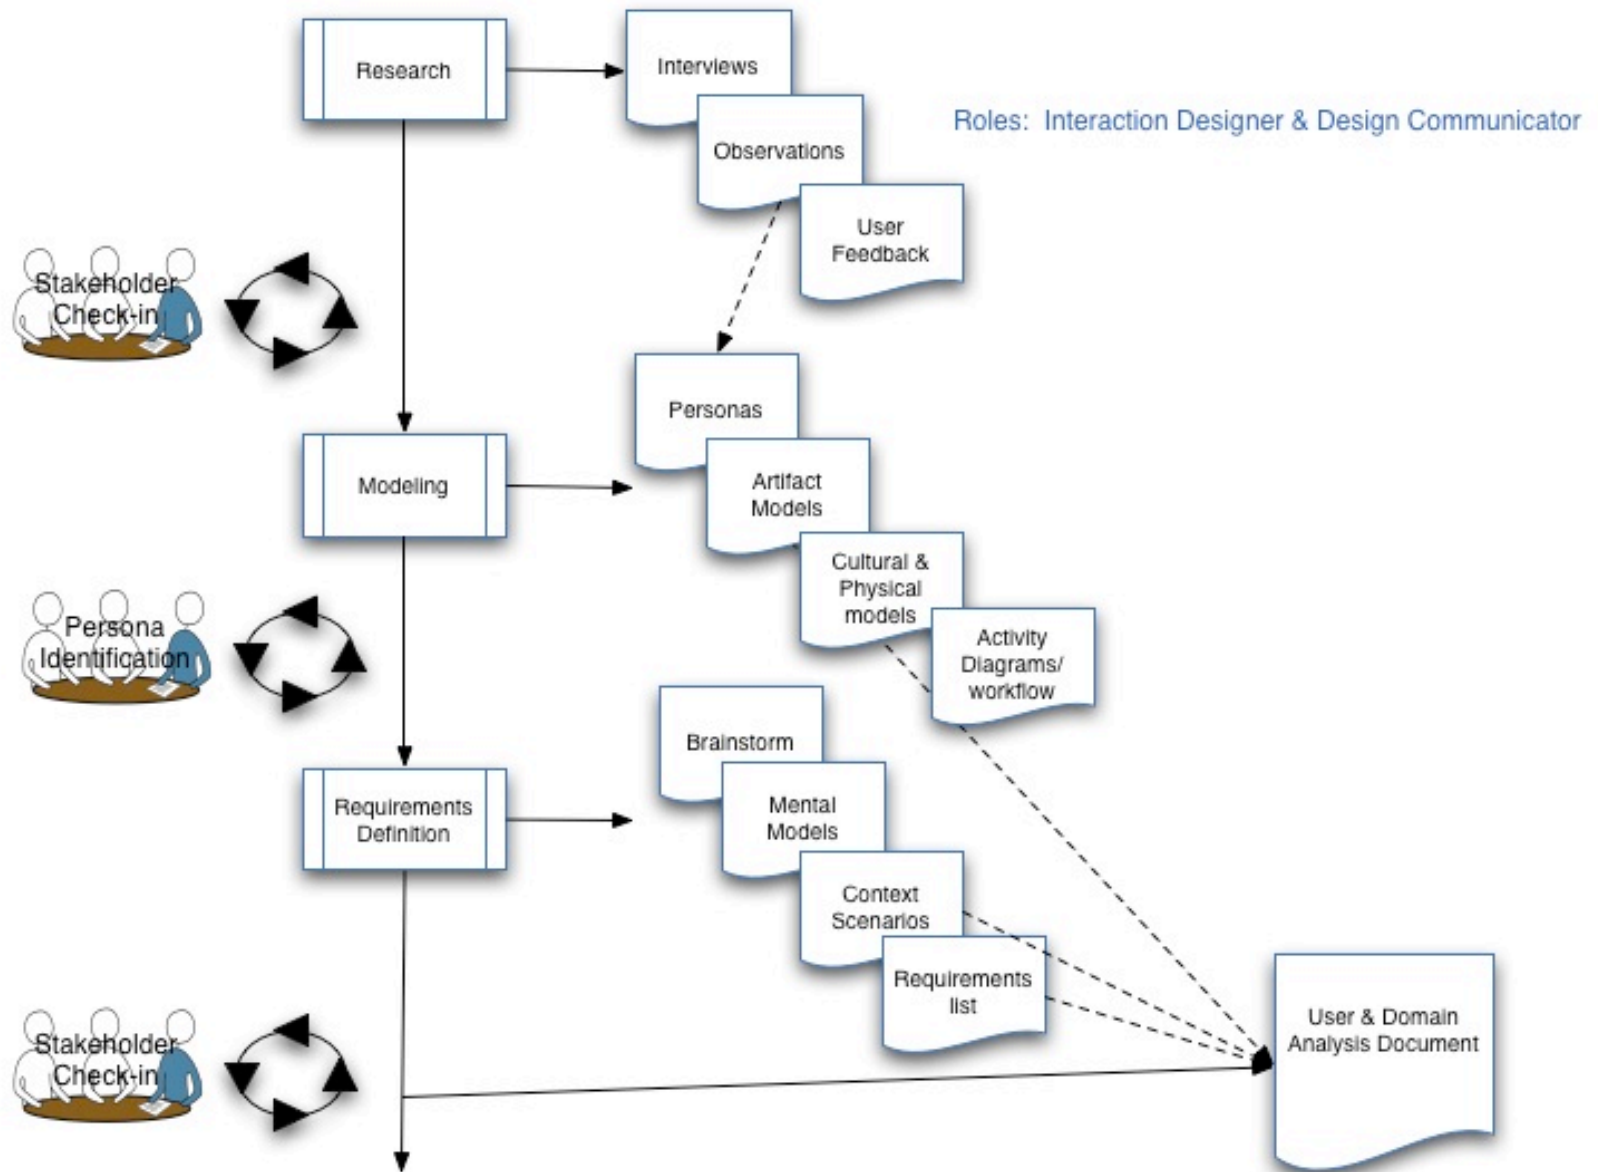 Research
Interviews
Observations
User
Feedback
Roles:  Interaction Designer & Design Communicator
Stakeholder
Check-in
Personas
Modeling
Artifact
Models
Cultural &
Physical
models
Activity
Diagrams/
workflow
Persona
Identification
Brainstorm
Requirements
Definition
Mental
Models
Context
Scenarios
Requirements
list
User & Domain
Analysis Document
Stakeholder
Check-in